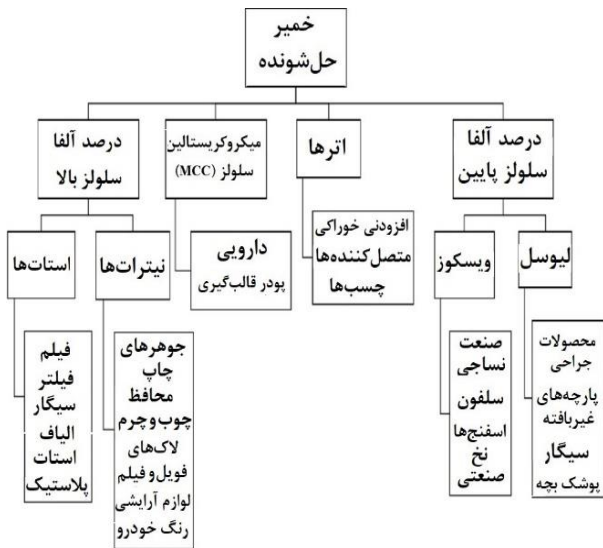 خمیر
حل‌شونده
درصد آلفا
سلولز پایین
اترها
میکروکریستالین
سلولز (MCC)
درصد آلفا
سلولز بالا
لیوسل
ویسکوز
افزودنی خوراکی
متصل‌کننده‌ها
چسب‌ها
دارویی
پودر قالب‌گیری
نیترات‌ها
استات‌ها
محصولات
جراحی
پارچه‌های
غیربافته
سیگار
پوشک بچه
صنعت
نساجی
سلفون
اسفنج‌ها
نخ
صنعتی
جوهرهای
چاپ
محافظ
چوب و چرم
لاک‌های
فویل و فیلم
لوازم آرایشی
رنگ خودرو
فیلم
فیلتر
سیگار
الیاف
استات
پلاستیک